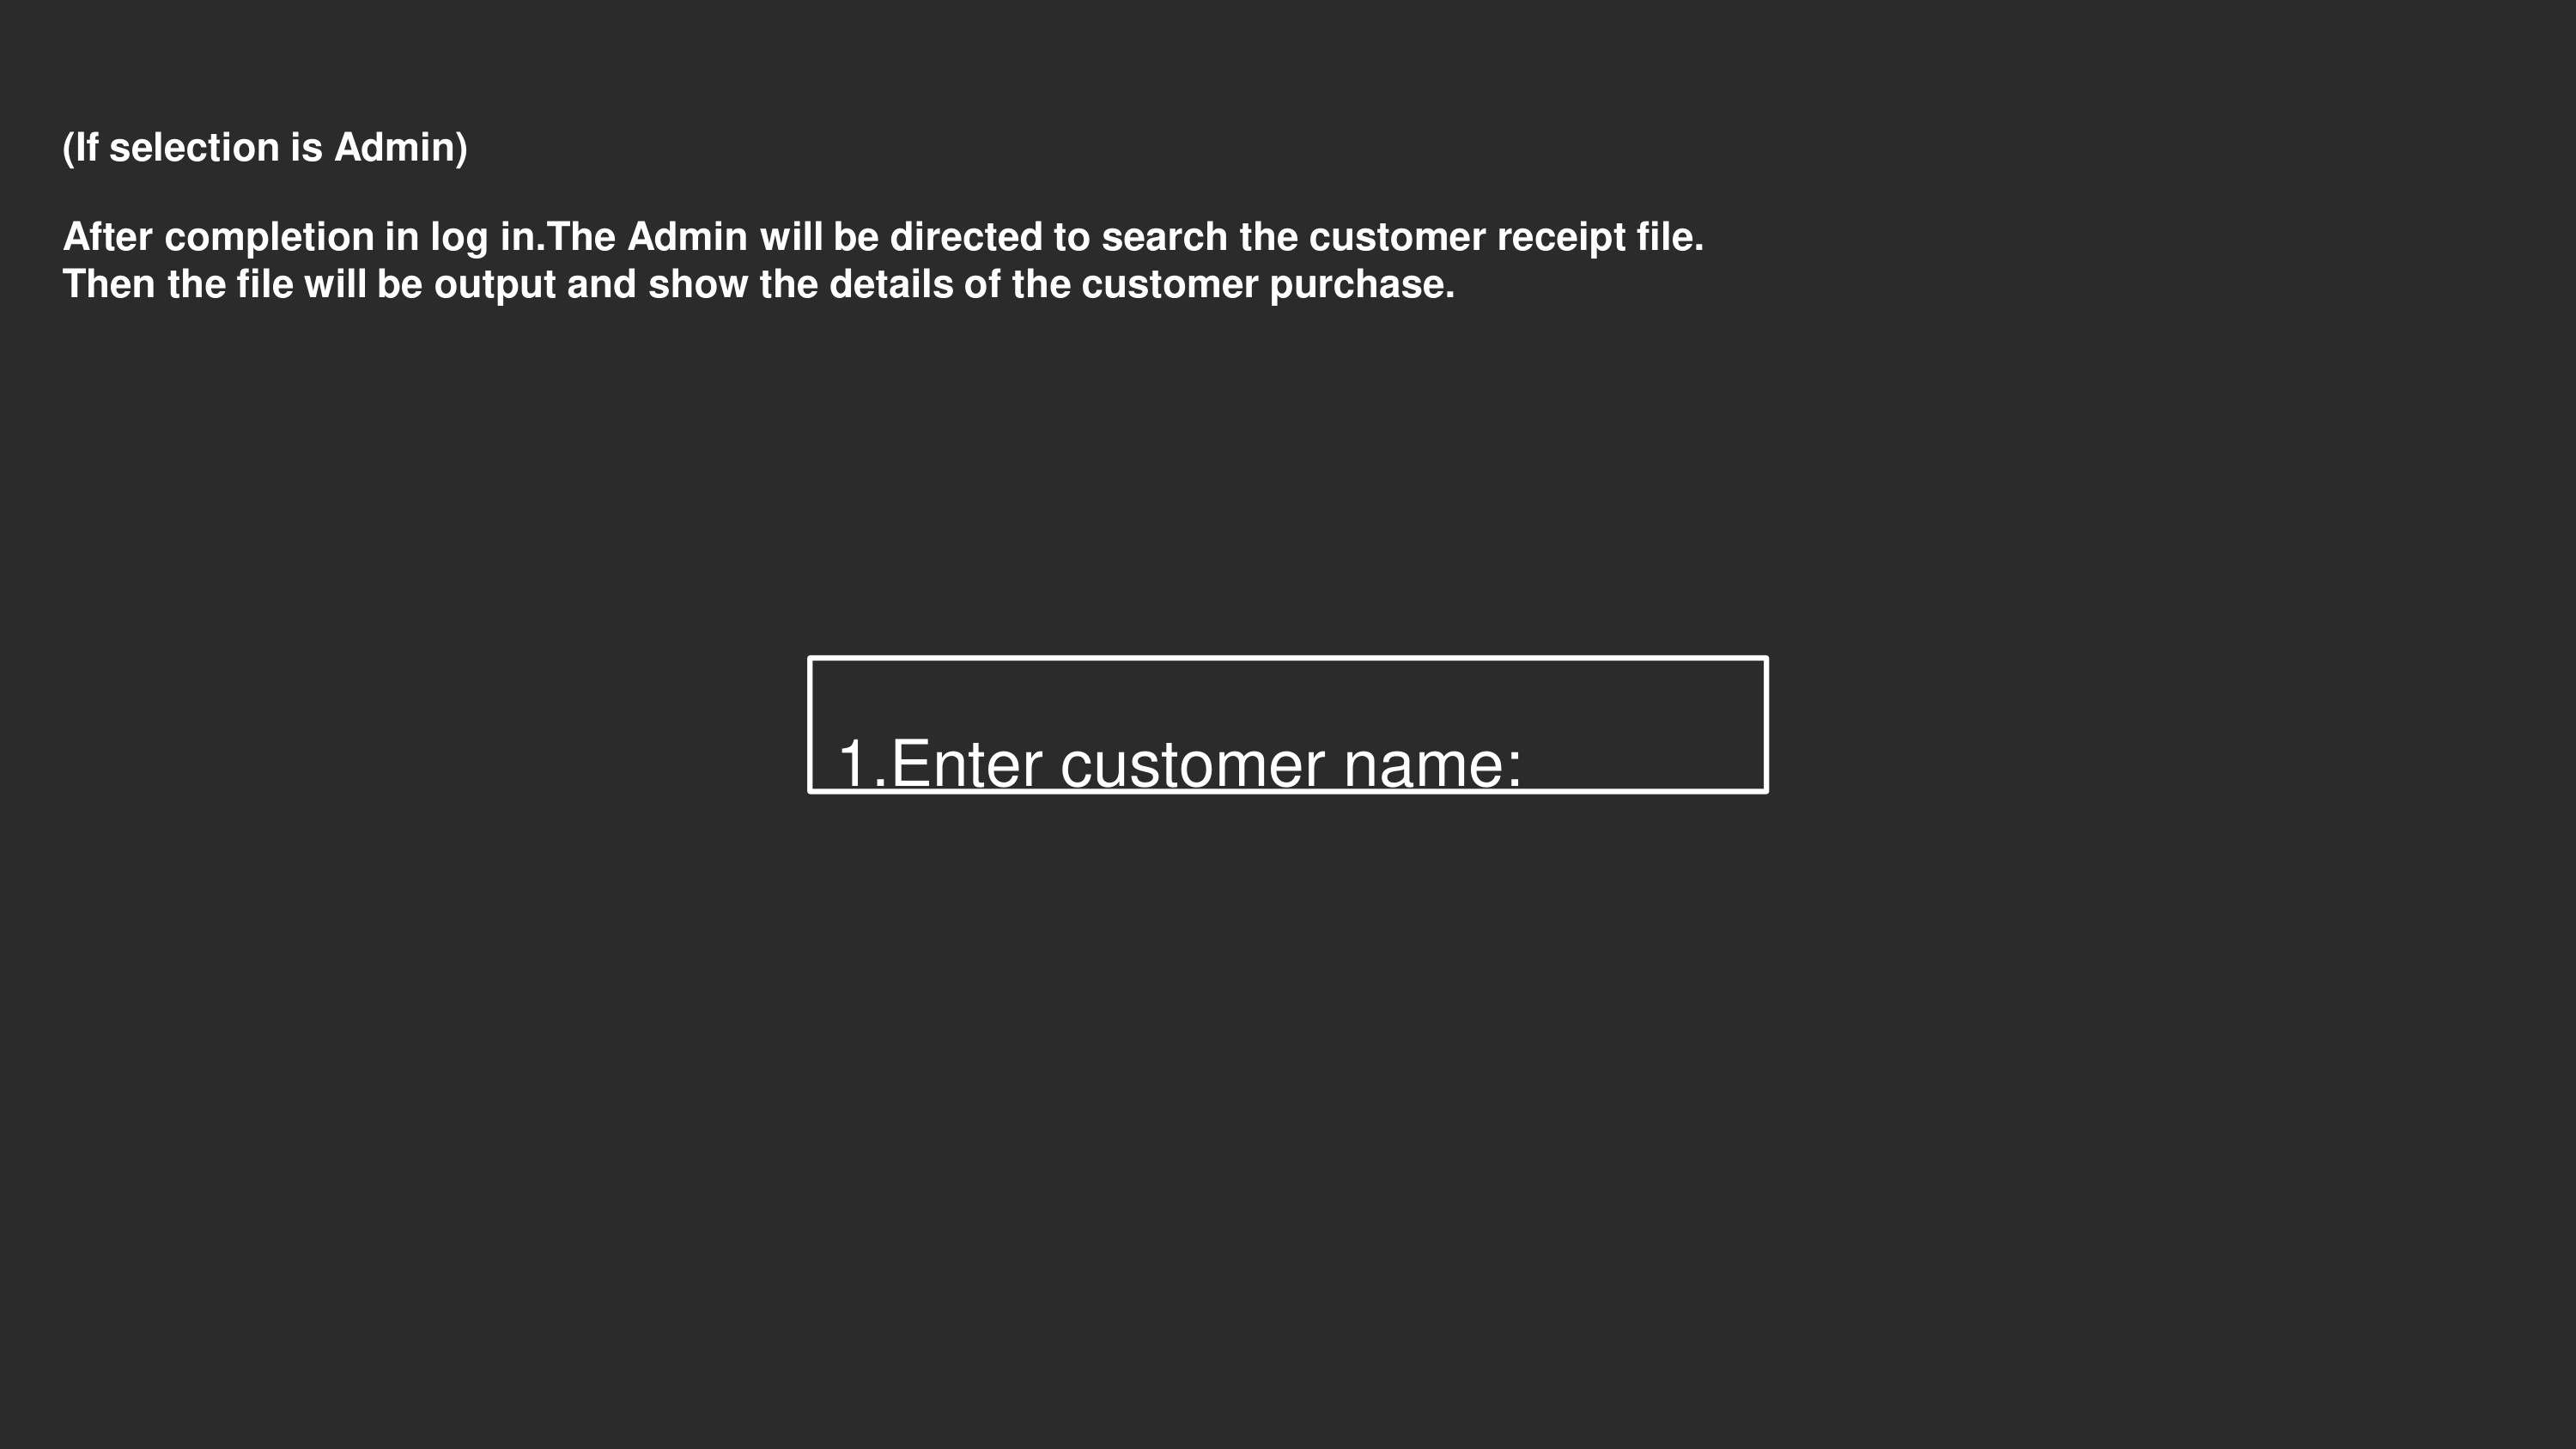 (If selection is Admin)
After completion in log in.The Admin will be directed to search the customer receipt file.
Then the file will be output and show the details of the customer purchase.
1.Enter customer name: